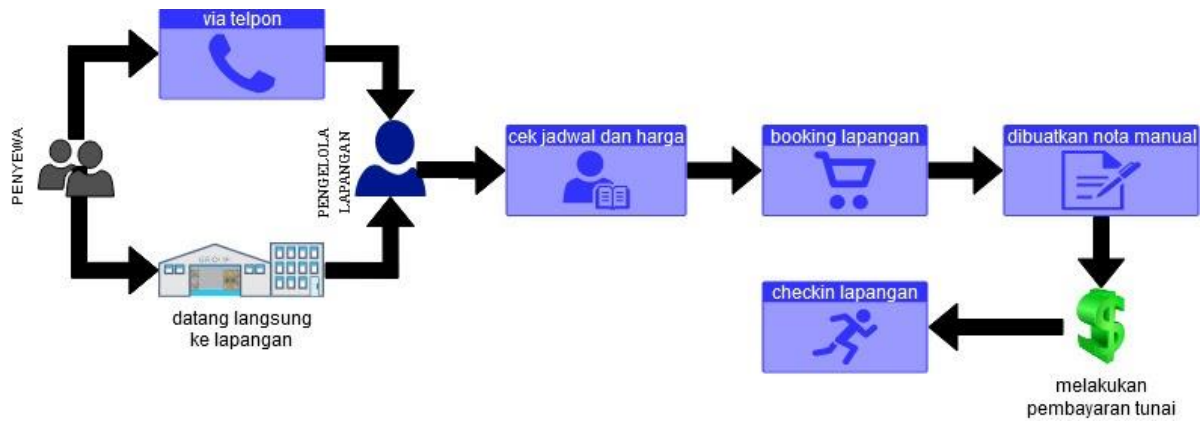 via telpon
PENYEWA
PENGELOLA
LAPANGAN
cek jadwal dan harga
booking lapangan
dibuatkan nota manual
GROUP
datang langsung
ke lapangan
checkin lapangan
melakukan
pembayaran tunai